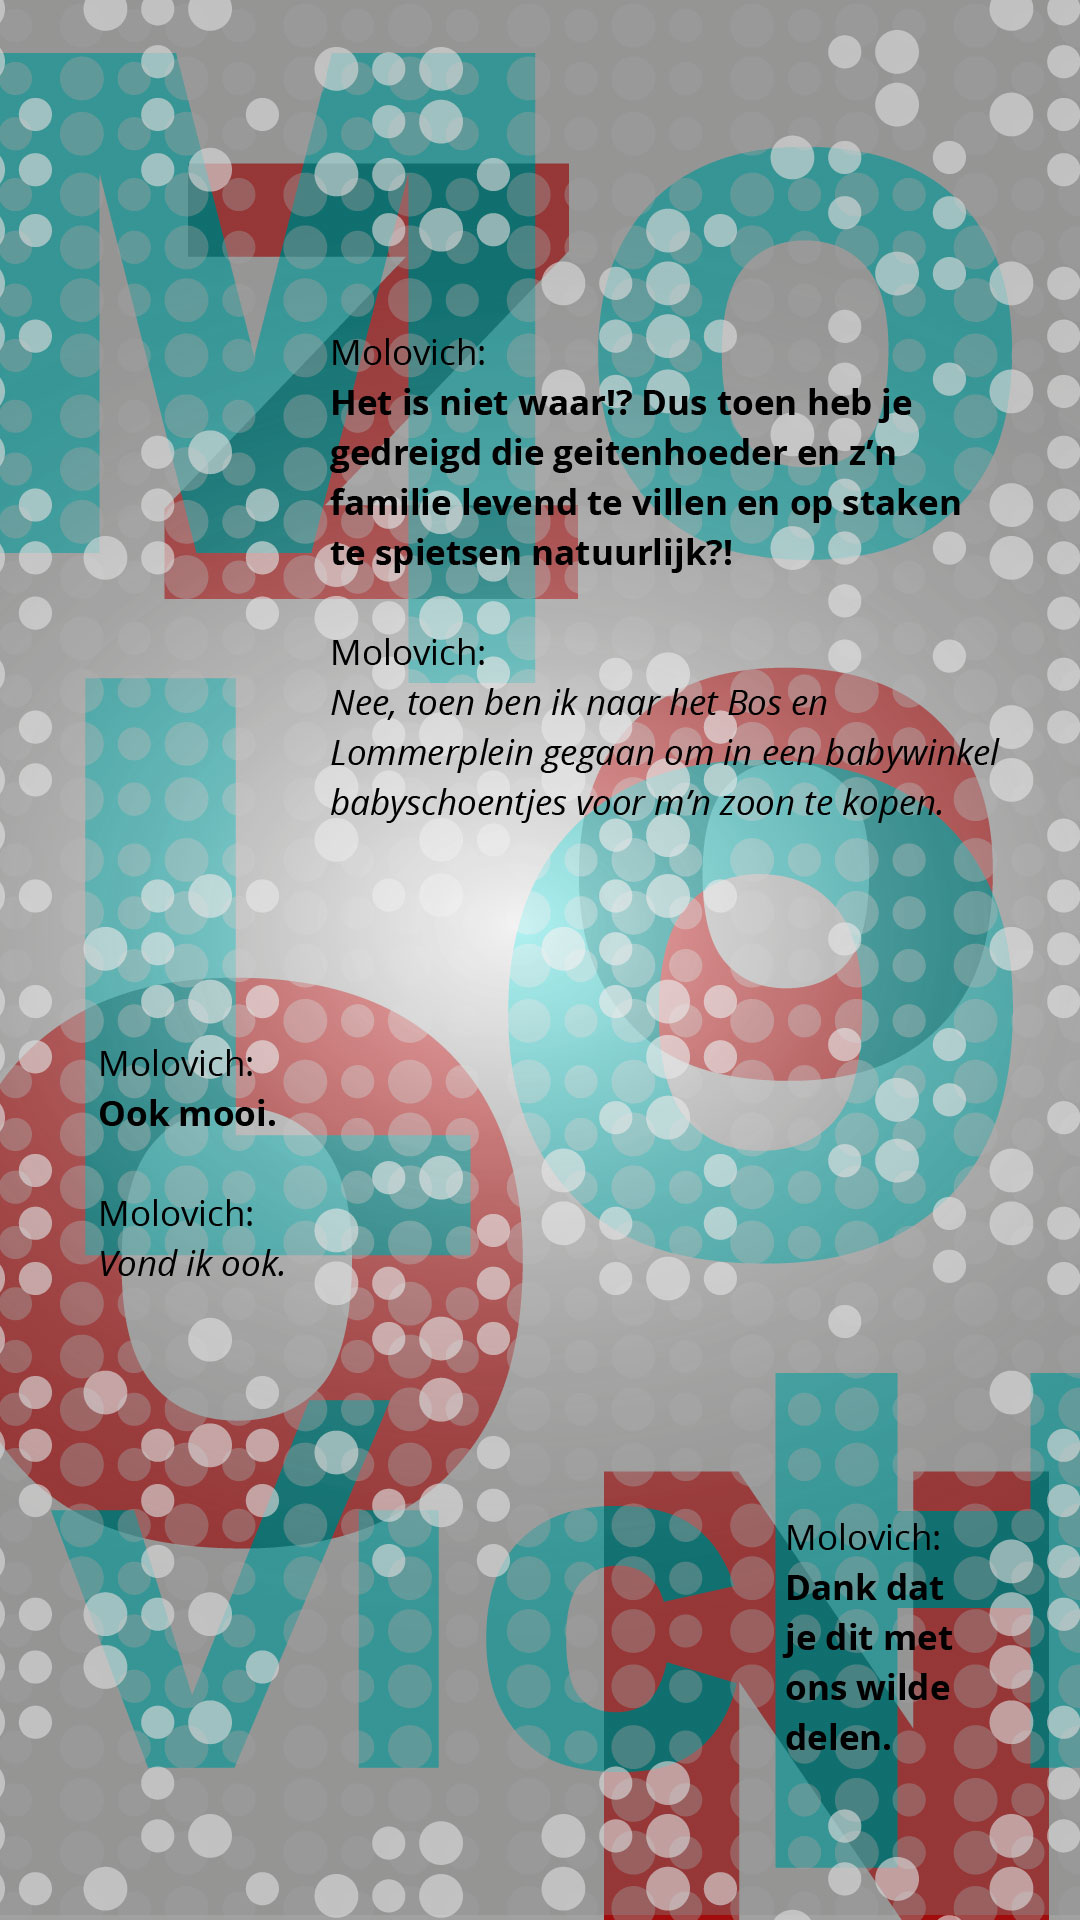 Mo
Z
Molovich:
Het is niet waar!? Dus toen heb je
gedreigd die geitenhoeder en z’n
familie levend te villen en op staken
te spietsen natuurlijk?!
Molovich:
Nee, toen ben ik naar het Bos en
Lommerplein gegaan om in een babywinkel
babyschoentjes voor m’n zoon te kopen.
Lo
o
O
Molovich:
Ook mooi.
Molovich:
Vond ik ook.
vich
N
Molovich:
Dank dat
je dit met
ons wilde
delen.